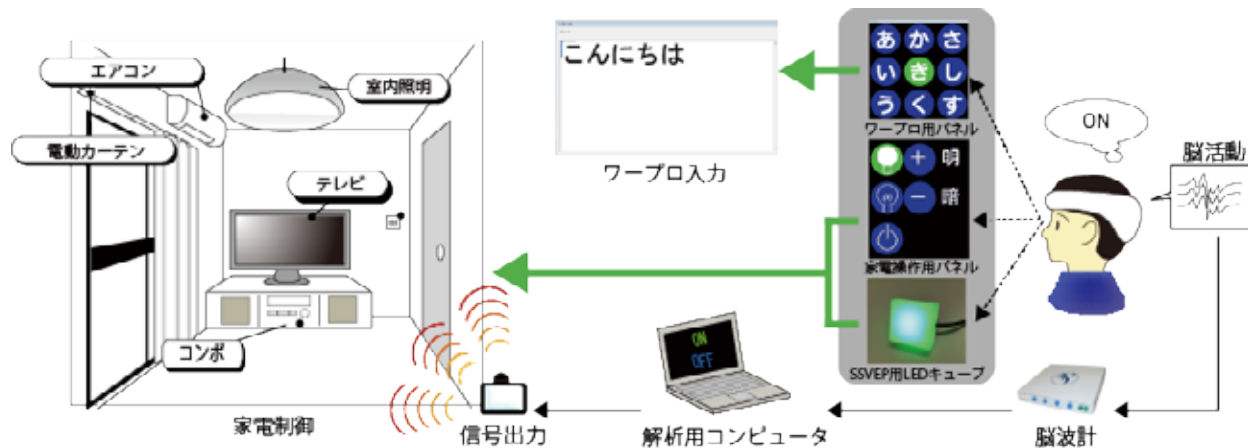 エアコン
室内照明
電動カーテン
テレビ
コンポ
家電制御
信号出力
こんにちは
ワープロ入力
あ か さ
い き し
う く す
ワープロ用パネル
+ 明
− 暗
家電操作用パネル
SSVEP用LEDキューブ
ON
OFF
解析用コンピュータ
ON
脳活動
脳波計